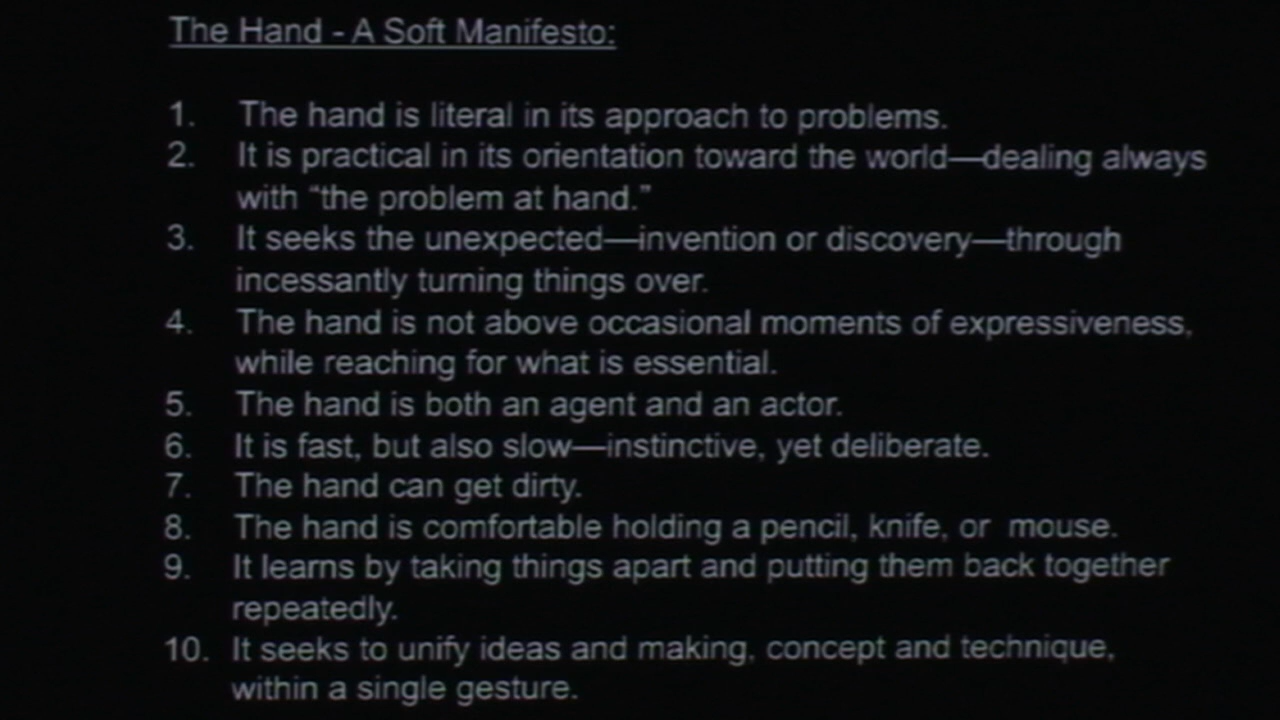 The Hand - A Soft Manifesto:
1. The hand is literal in its approach to problems.
2. It is practical in its orientation toward the world—dealing always
with “the problem at hand.”
3. It seeks the unexpected—invention or discovery—through
incessantly turning things over.
4. The hand is not above occasional moments of expressiveness,
while reaching for what is essential.
5. The hand is both an agent and an actor.
6. It is fast, but also slow—instinctive, yet deliberate.
7. The hand can get dirty.
8. The hand is comfortable holding a pencil, knife, or mouse.
9. It learns by taking things apart and putting them back together
repeatedly.
10. It seeks to unify ideas and making, concept and technique,
within a single gesture.